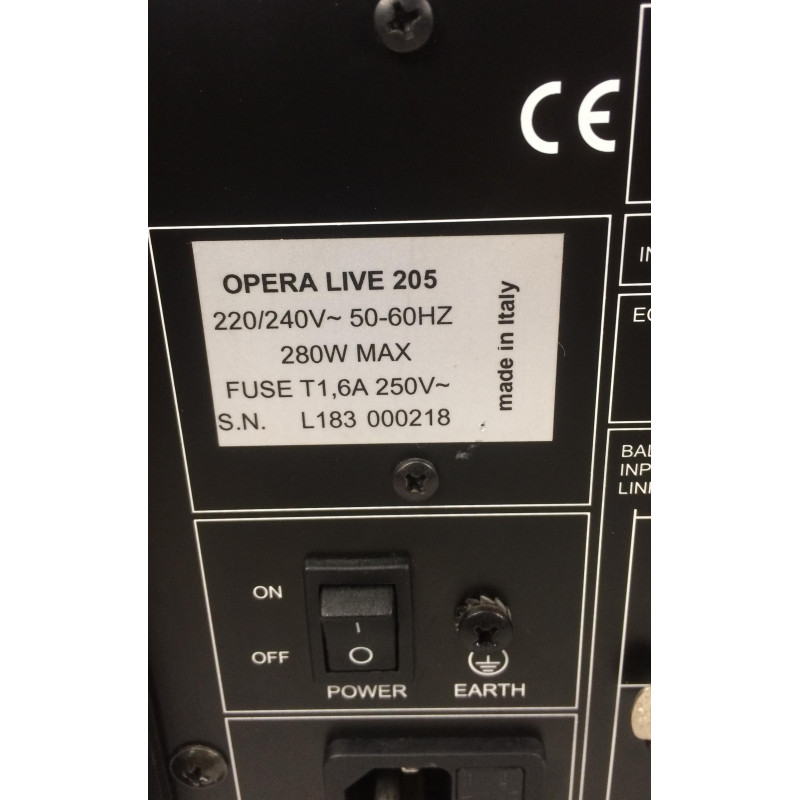 CE
OPERA LIVE 205
220/240V~ 50-60HZ
280W MAX
FUSE T1,6A 250V~
S.N. L183 000218
made in Italy
ON
I
OFF
O
POWER
EARTH